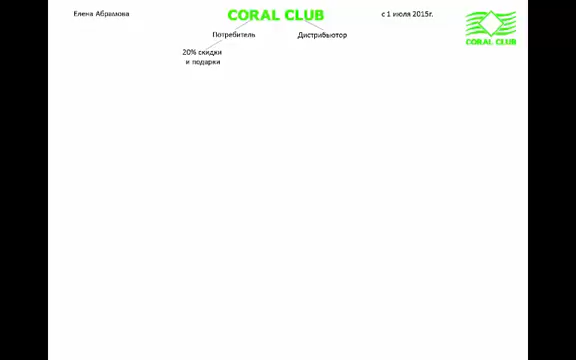 Елена Абрамова
CORAL CLUB
с 1 июля 2015г.
CORAL CLUB
Потребитель
Дистрибьютор
20% скидки
и подарки